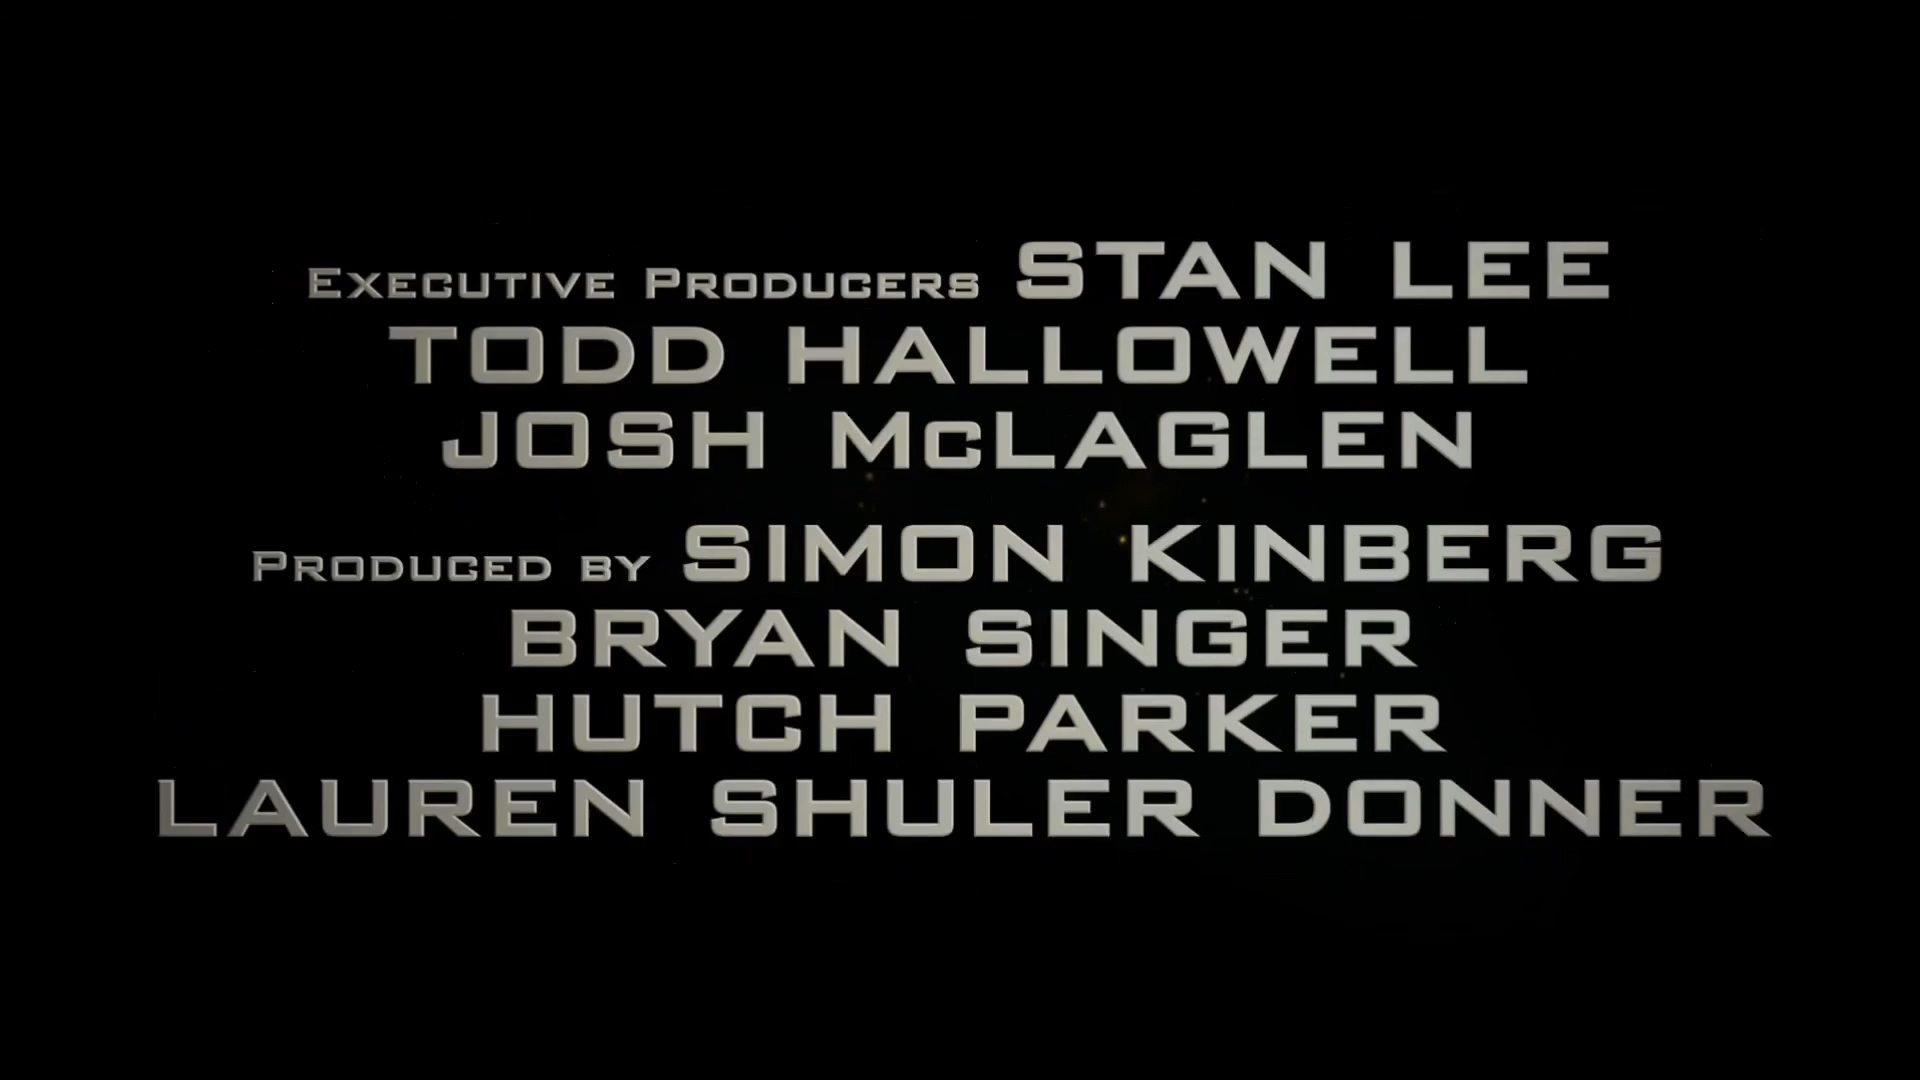 EXECUTIVE PRODUCERS STAN LEE
TODD HALLOWELL
JOSH McLAGLEN
PRODUCED BY SIMON KINBERG
BRYAN SINGER
HUTCH PARKER
LAUREN SHULER DONNER